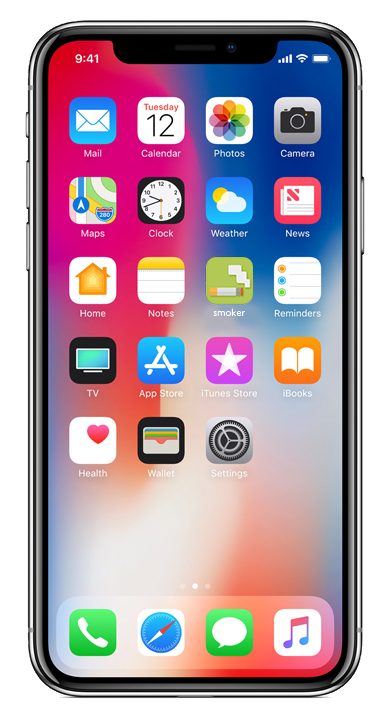 9:41
Tuesday
12
Mail
Calendar
Photos
Camera
280
Maps
Clock
Weather
News
Home
Notes
smoker
Reminders
TV
App Store
iTunes Store
iBooks
Health
Wallet
Settings